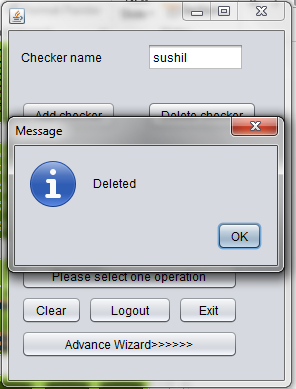 Checker name sushil
Add checker Delete checker
Message
Deleted
OK
Please select one operation
Clear Logout Exit
Advance Wizard>>>>>>